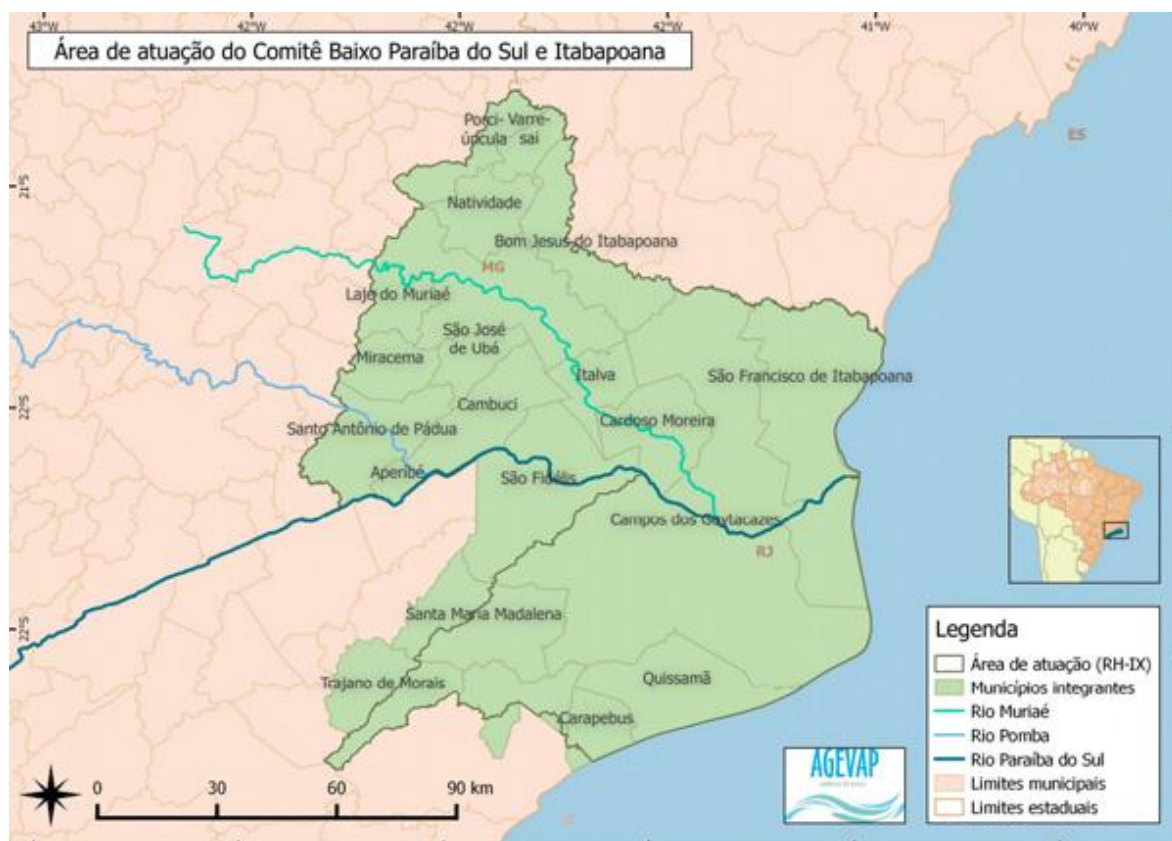 43°W 42°W 42°W 42°W 41°W 40°W
Área de atuação do Comitê Baixo Paraíba do Sul e Itabapoana
ES
Porci- Varre-
úncula sai
21°S
Natividade
Bom Jesus do Itabapoana
MG
Laje do Muriaé
São José
de Ubá
Miracema
Italva
São Francisco de Itabapoana
22°S
Cambuci
Cardoso Moreira
Santo Antônio de Pádua
Aperibé
São Fidélis
Campos dos Goytacazes
RJ
Santa Maria Madalena
22°S
Trajano de Morais
Quissamã
Carapebus
Legenda
Área de atuação (RH-IX)
Municípios integrantes
Rio Muriaé
Rio Pomba
Rio Paraíba do Sul
Limites municipais
Limites estaduais
AGEVAP
0 30 60 90 km